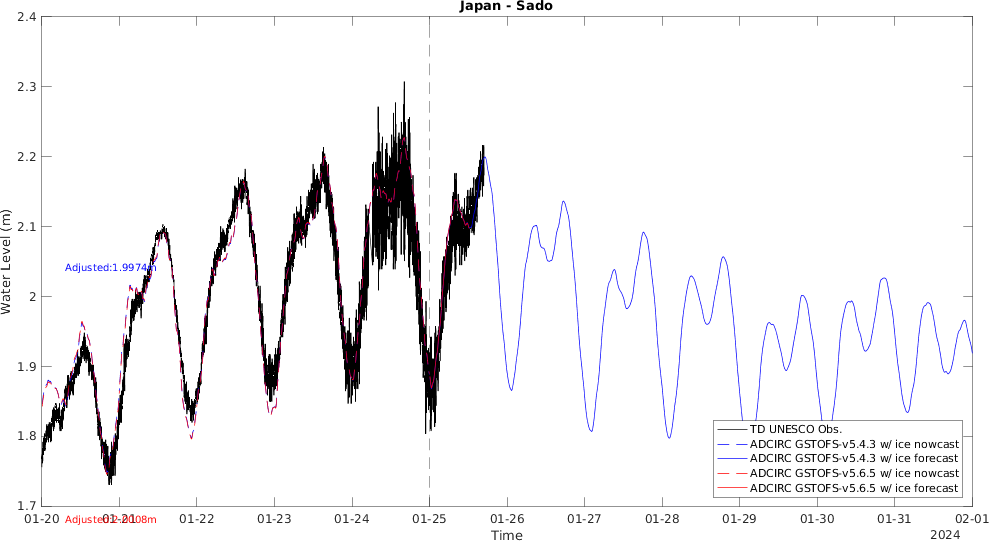 Japan - Sado
2.4
2.3
2.2
2.1
2
1.9
1.8
1.7
Water Level (m)
Adjusted:1.9974m
TD UNESCO Obs.
ADCIRC GSTOFS-v5.4.3 w/ ice nowcast
ADCIRC GSTOFS-v5.4.3 w/ ice forecast
ADCIRC GSTOFS-v5.6.5 w/ ice nowcast
ADCIRC GSTOFS-v5.6.5 w/ ice forecast
01-20 01-21 01-22 01-23 01-24 01-25 01-26 01-27 01-28 01-29 01-30 01-31 02-01
Time
2024